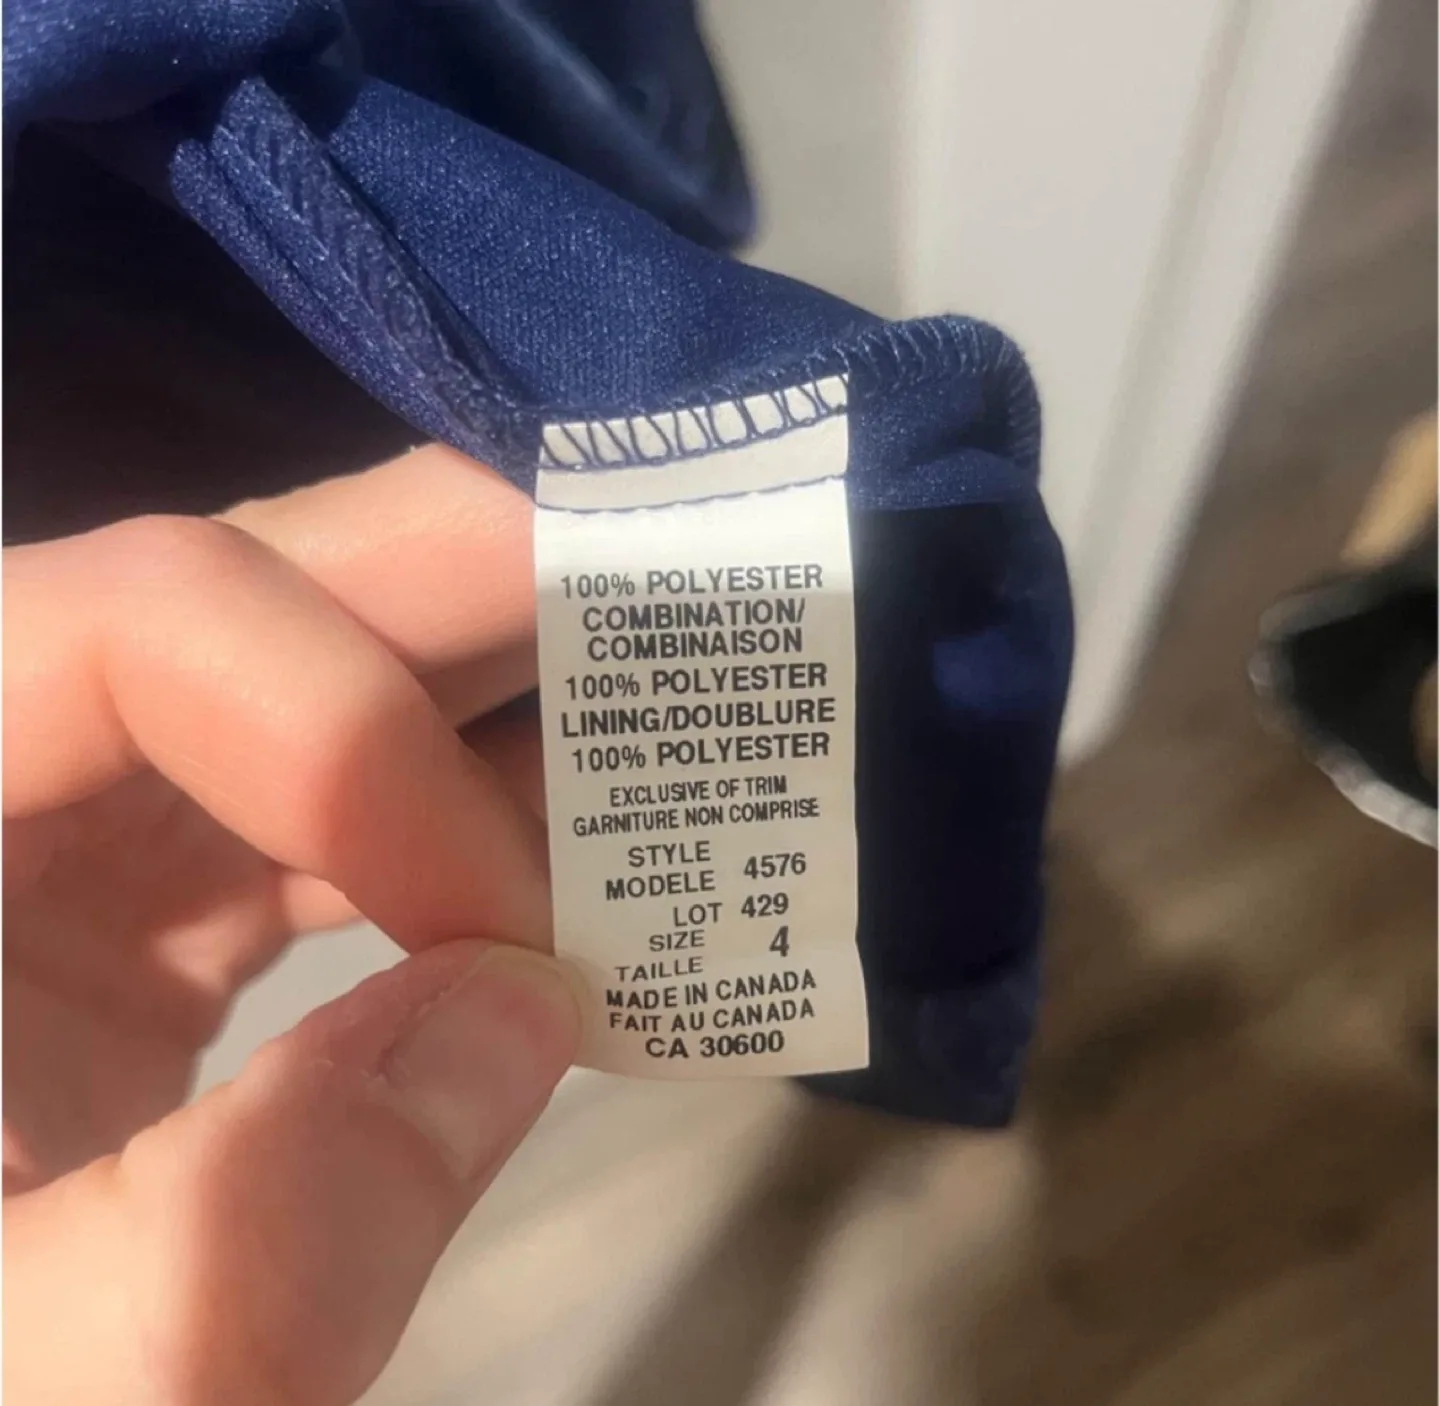 100% POLYESTER
COMBINATION/
COMBINAISON
100% POLYESTER
LINING/DOUBLURE
100% POLYESTER
EXCLUSIVE OF TRIM
GARNITURE NON COMPRISE
STYLE
MODELE 4576
LOT 429
SIZE 4
TAILLE
MADE IN CANADA
FAIT AU CANADA
CA 30600